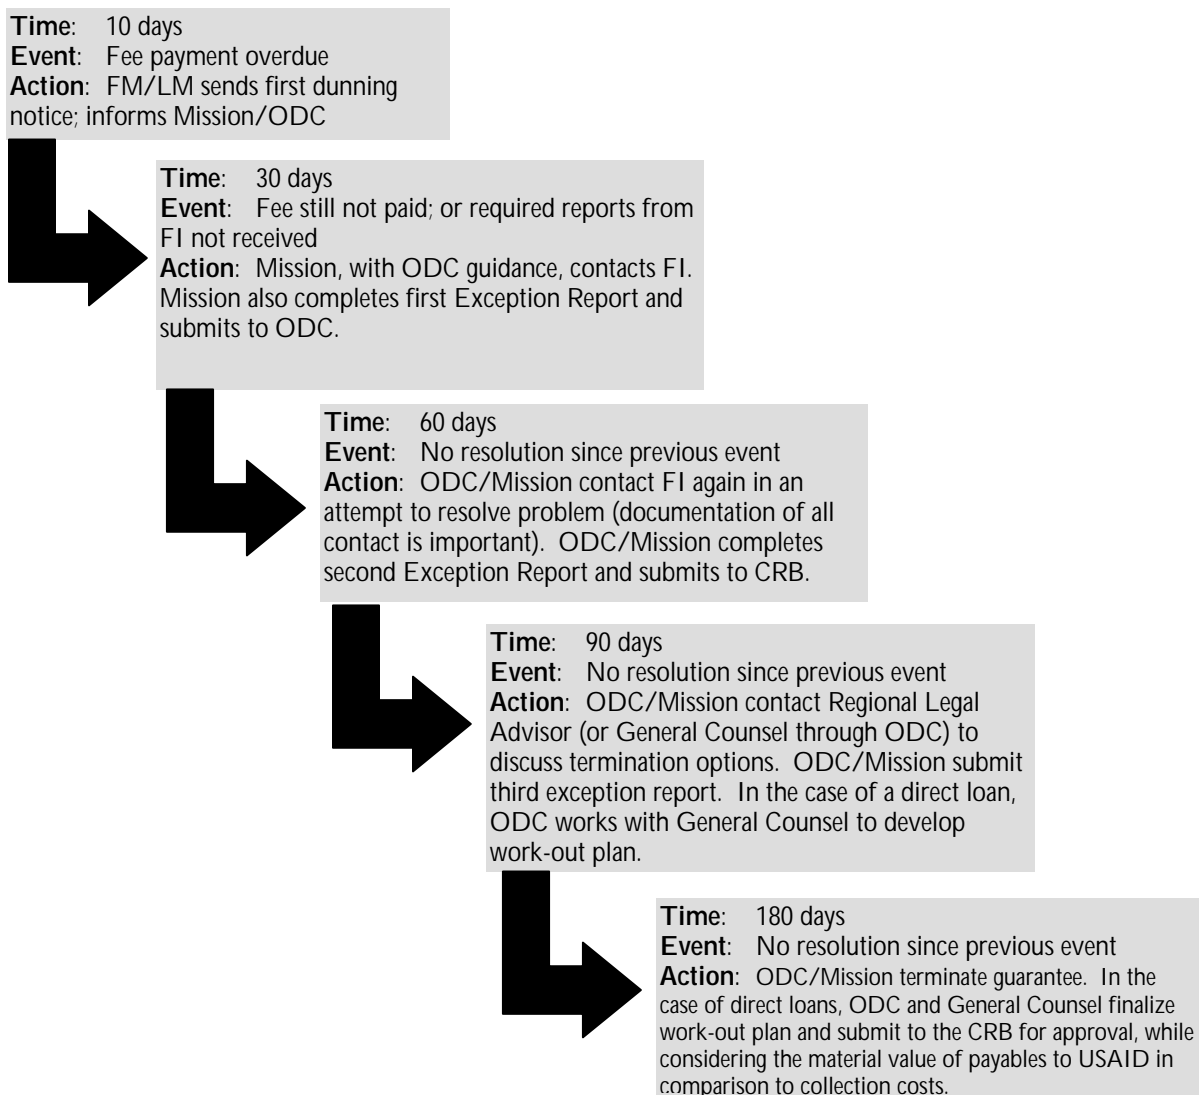 Time: 10 days
Event: Fee payment overdue
Action: FM/LM sends first dunning
notice; informs Mission/ODC
Time: 30 days
Event: Fee still not paid; or required reports from
FI not received
Action: Mission, with ODC guidance, contacts FI.
Mission also completes first Exception Report and
submits to ODC.
Time: 60 days
Event: No resolution since previous event
Action: ODC/Mission contact FI again in an
attempt to resolve problem (documentation of all
contact is important). ODC/Mission completes
second Exception Report and submits to CRB.
Time: 90 days
Event: No resolution since previous event
Action: ODC/Mission contact Regional Legal
Advisor (or General Counsel through ODC) to
discuss termination options. ODC/Mission submit
third exception report. In the case of a direct loan,
ODC works with General Counsel to develop
work-out plan.
Time: 180 days
Event: No resolution since previous event
Action: ODC/Mission terminate guarantee. In the
case of direct loans, ODC and General Counsel finalize
work-out plan and submit to the CRB for approval, while
considering the material value of payables to USAID in
comparison to collection costs.